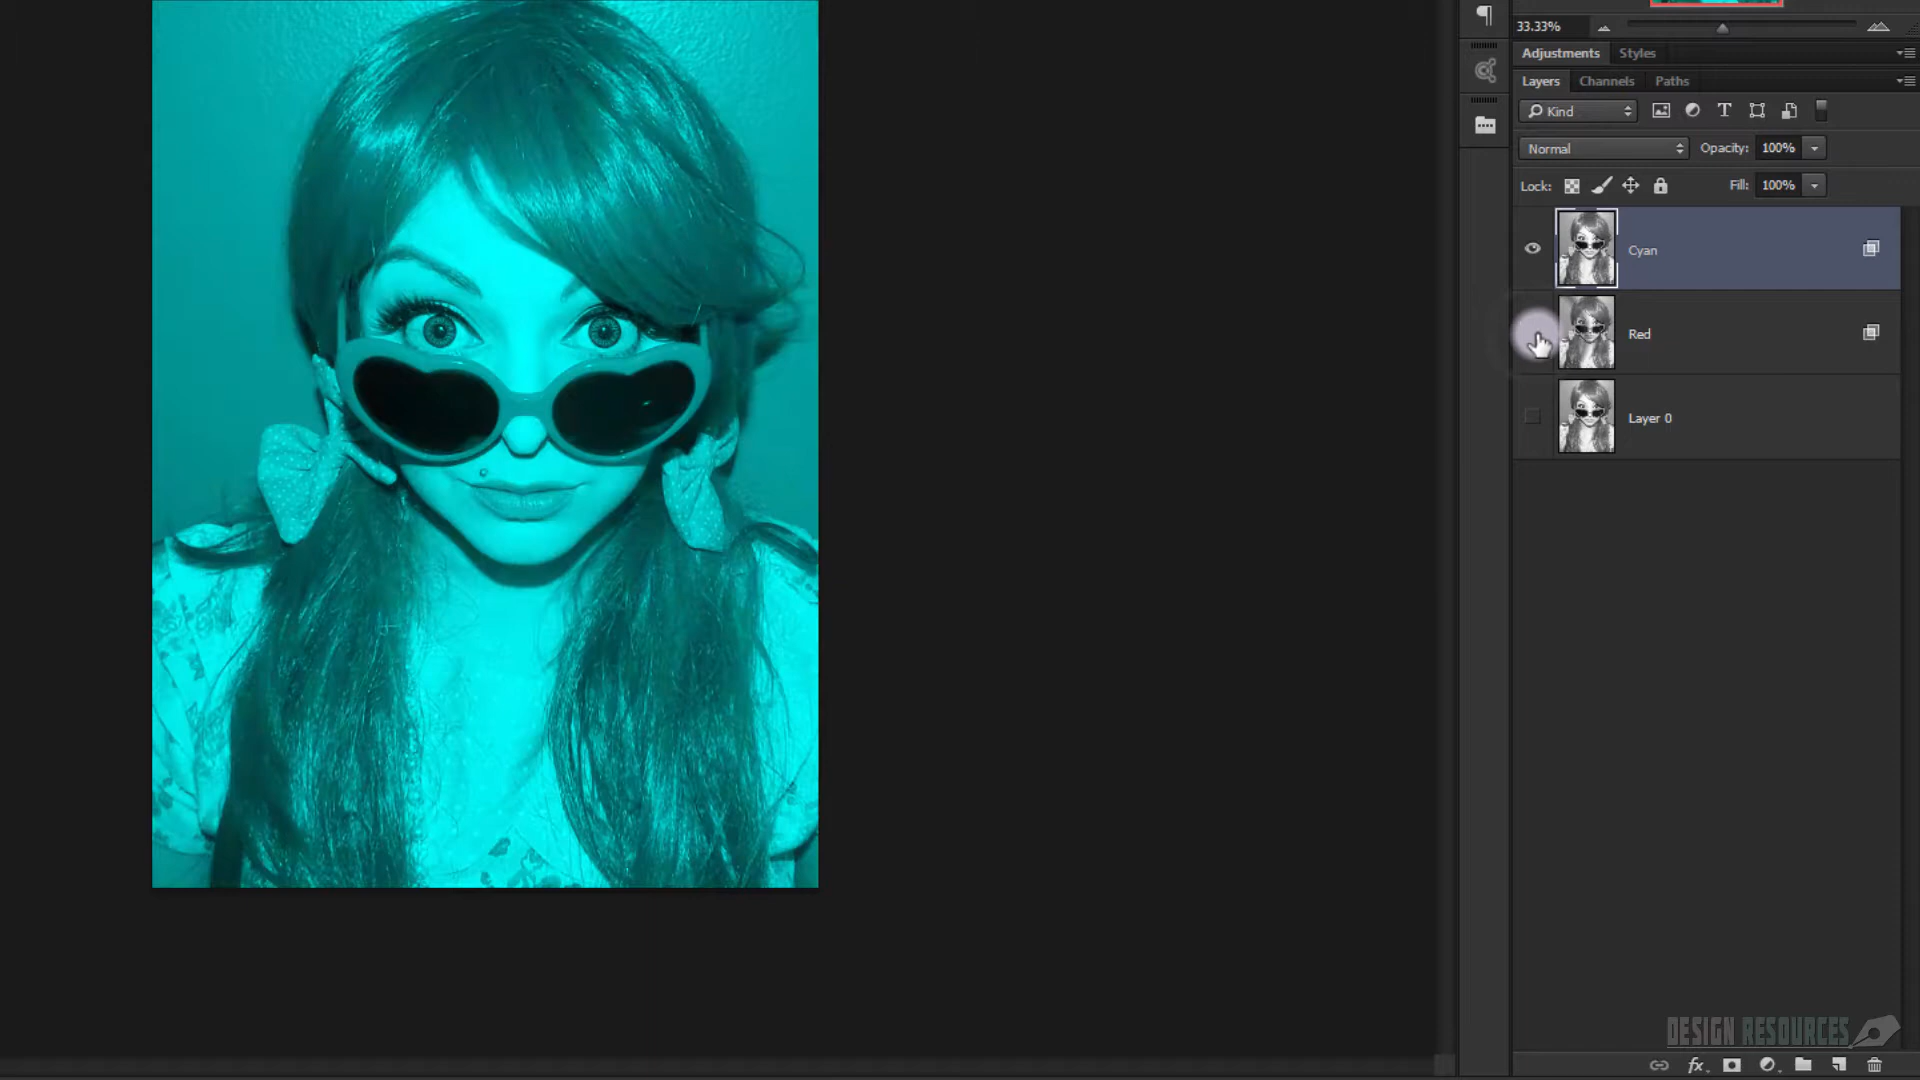 33.33%
Adjustments Styles
Layers Channels Paths
Kind T
Normal Opacity: 100%
Lock: Fill: 100%
Cyan
Red
Layer 0
DESIGN RESOURCES
fx